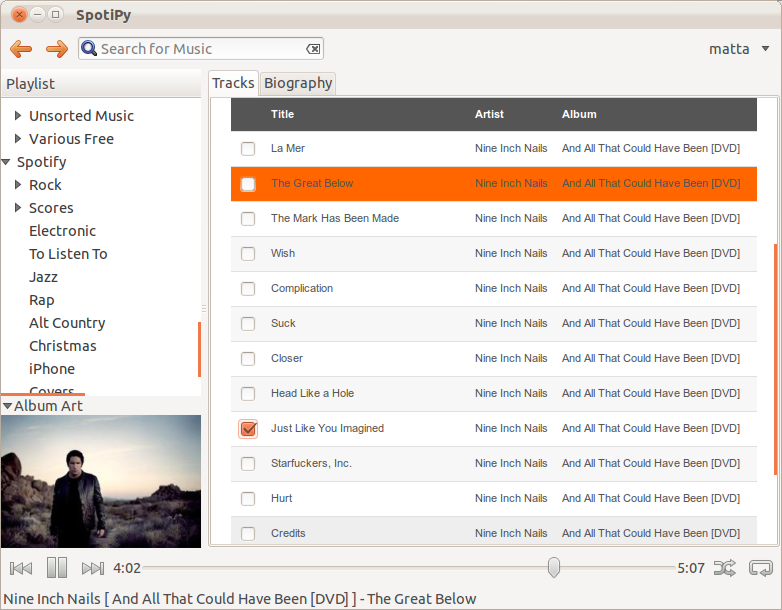 SpotiPy
Search for Music
matta
Playlist
Unsorted Music
Various Free
Spotify
Rock
Scores
Electronic
To Listen To
Jazz
Rap
Alt Country
Christmas
iPhone
Covers
Album Art
Tracks Biography
Title Artist Album
La Mer Nine Inch Nails And All That Could Have Been [DVD]
The Great Below Nine Inch Nails And All That Could Have Been [DVD]
The Mark Has Been Made Nine Inch Nails And All That Could Have Been [DVD]
Wish Nine Inch Nails And All That Could Have Been [DVD]
Complication Nine Inch Nails And All That Could Have Been [DVD]
Suck Nine Inch Nails And All That Could Have Been [DVD]
Closer Nine Inch Nails And All That Could Have Been [DVD]
Head Like a Hole Nine Inch Nails And All That Could Have Been [DVD]
Just Like You Imagined Nine Inch Nails And All That Could Have Been [DVD]
Starfuckers, Inc. Nine Inch Nails And All That Could Have Been [DVD]
Hurt Nine Inch Nails And All That Could Have Been [DVD]
Credits Nine Inch Nails And All That Could Have Been [DVD]
4:02 5:07
Nine Inch Nails [ And All That Could Have Been [DVD] ] - The Great Below